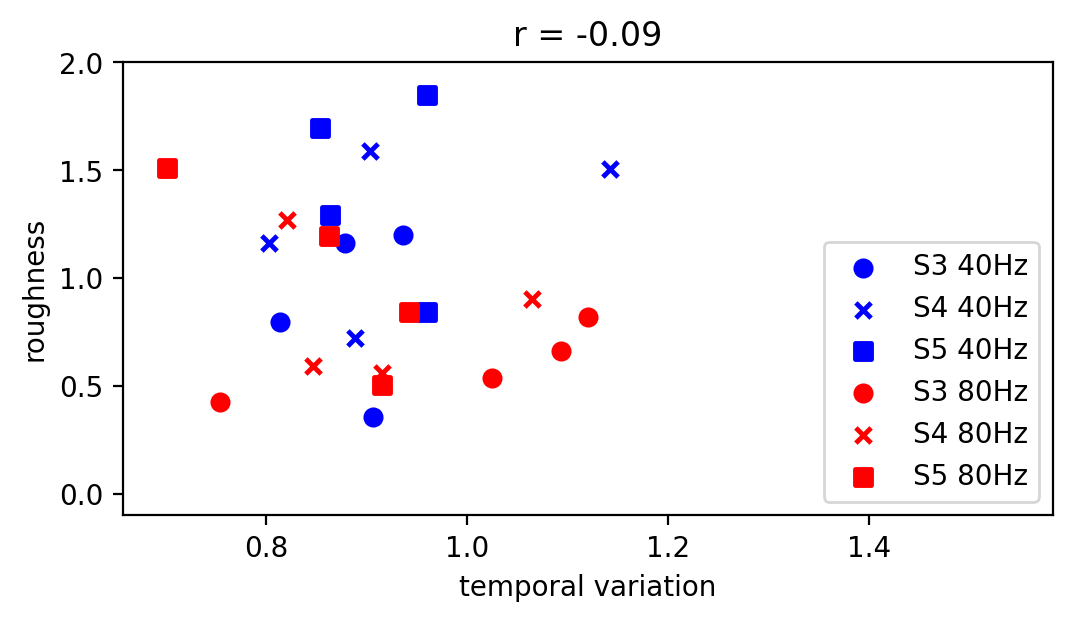 r = -0.09
roughness
2.0
1.5
1.0
0.5
0.0
0.8
1.0
1.2
1.4
temporal variation
S3 40Hz
S4 40Hz
S5 40Hz
S3 80Hz
S4 80Hz
S5 80Hz